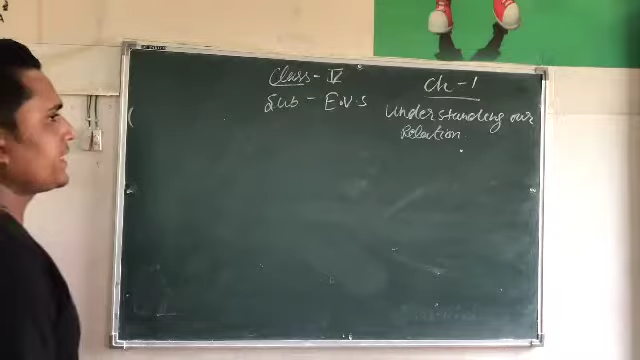 Class - IV
Sub - E.V.S
Ch - 1
Understanding our
Relation